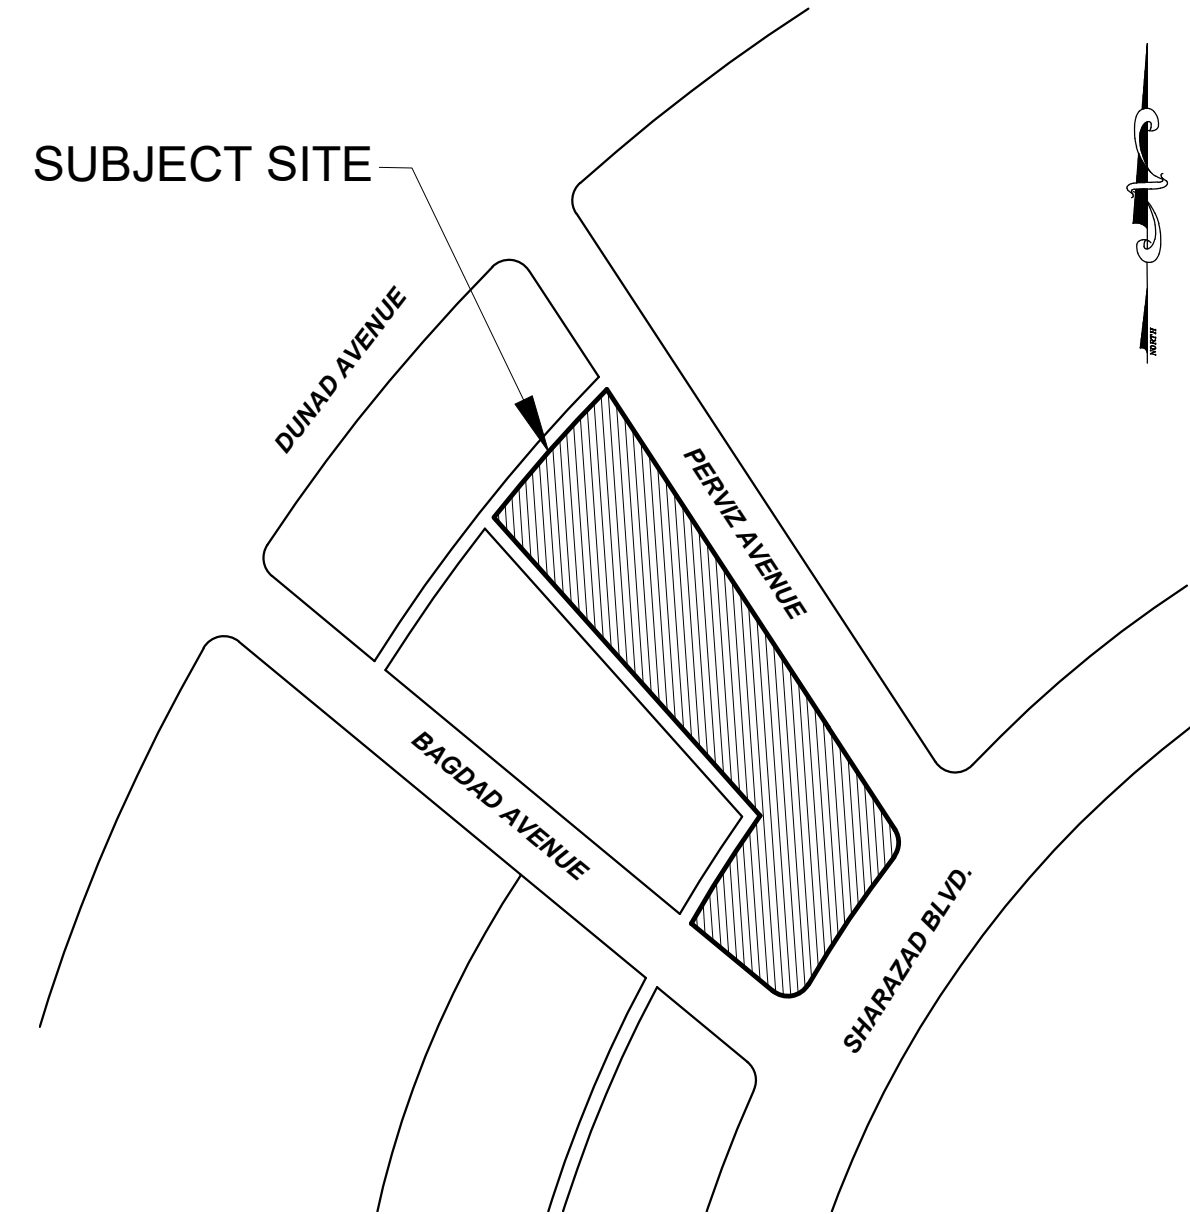 SUBJECT SITE
DUNAD AVENUE
NORTH
PERVIZ AVENUE
BAGDAD AVENUE
SHARAZAD BLVD.